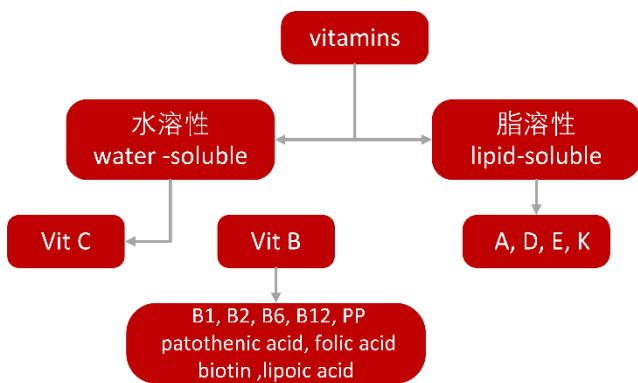 vitamins
水溶性
water -soluble
脂溶性
lipid-soluble
Vit C
Vit B
A, D, E, K
B1, B2, B6, B12, PP
patothenic acid, folic acid
biotin ,lipoic acid